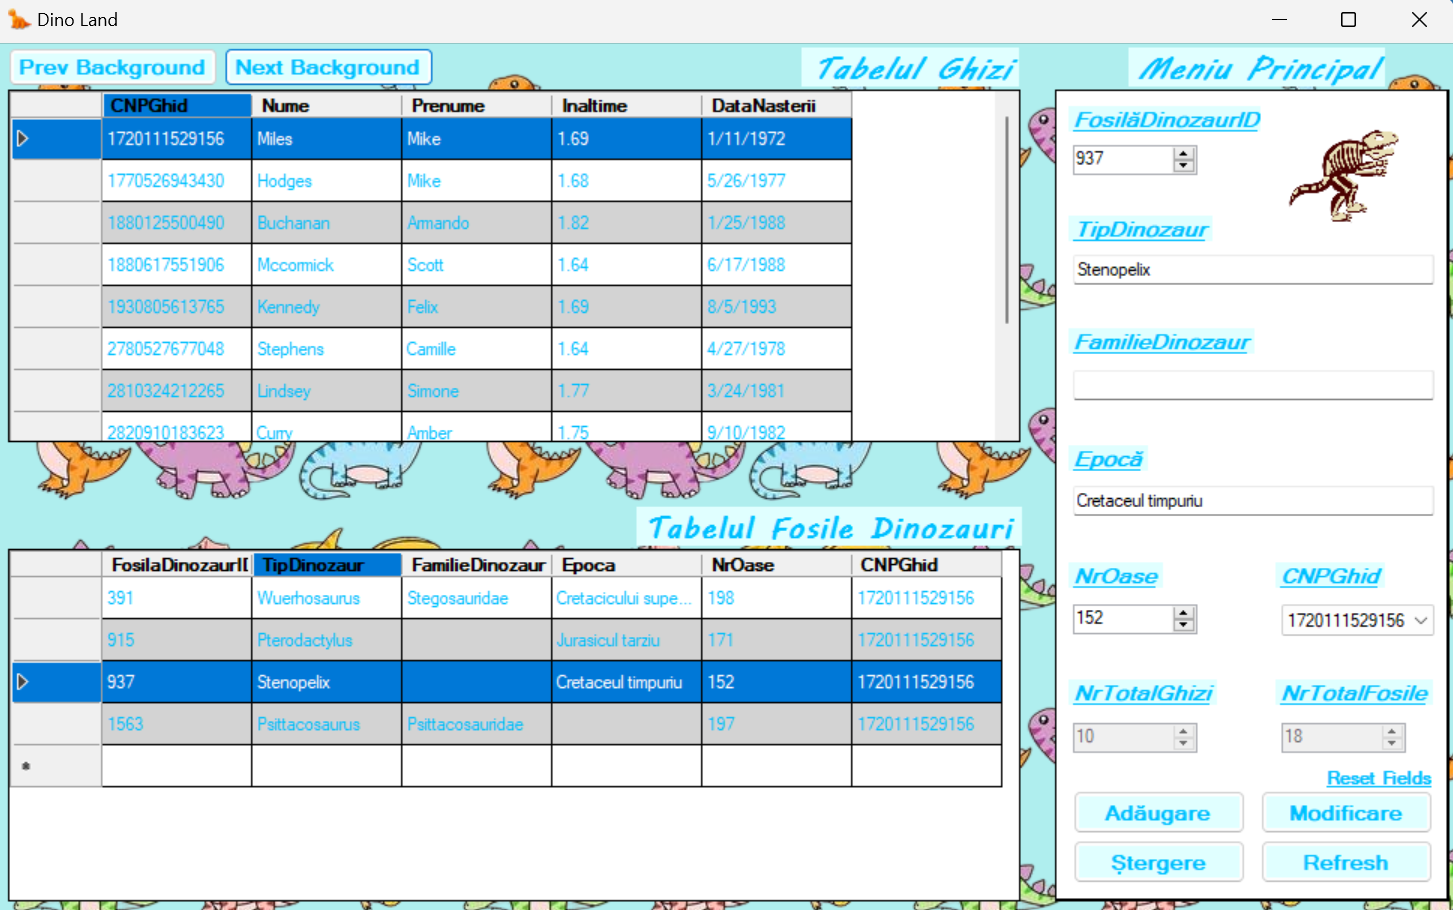 Dino Land
Prev Background Next Background Tabelul Ghizi Meniu Principal
CNPGhid Nume Prenume Inaltime DataNasterii
1720111529156 Miles Mike 1.69 1/11/1972
1770526943430 Hodges Mike 1.68 5/26/1977
1880125500490 Buchanan Armando 1.82 1/25/1988
1880617551906 Mccormick Scott 1.64 6/17/1988
1930805613765 Kennedy Felix 1.69 8/5/1993
2780527677048 Stephens Camille 1.64 4/27/1978
2810324212265 Lindsey Simone 1.77 3/24/1981
2820910183623 Curry Amber 1.75 9/10/1982
Tabelul Fosile Dinozauri
FosilaDinozaurII TipDinozaur FamilieDinozaur Epoca NrOase CNPGhid
391 Wuerhosaurus Stegosauridae Cretacicului supe... 198 1720111529156
915 Pterodactylus Jurasicul tarziu 171 1720111529156
937 Stenopelix Cretaceul timpuriu 152 1720111529156
1563 Psittacosaurus Psittacosauridae 197 1720111529156
FosilăDinozaurID
937
TipDinozaur
Stenopelix
FamilieDinozaur
Epocă
Cretaceul timpuriu
NrOase CNPGhid
152 1720111529156
NrTotalGhizi NrTotalFosile
10 18
Reset Fields
Adăugare Modificare
Ștergere Refresh